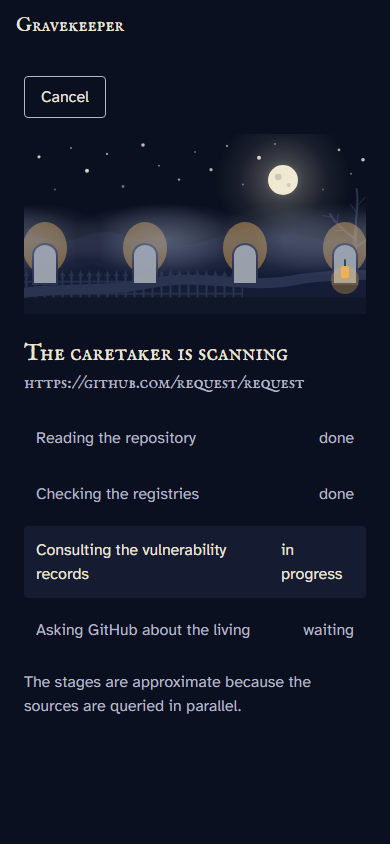 Gravekeeper
Cancel
The caretaker is scanning
https://github.com/request/request
Reading the repository done
Checking the registries done
Consulting the vulnerability in
records progress
Asking GitHub about the living waiting
The stages are approximate because the
sources are queried in parallel.